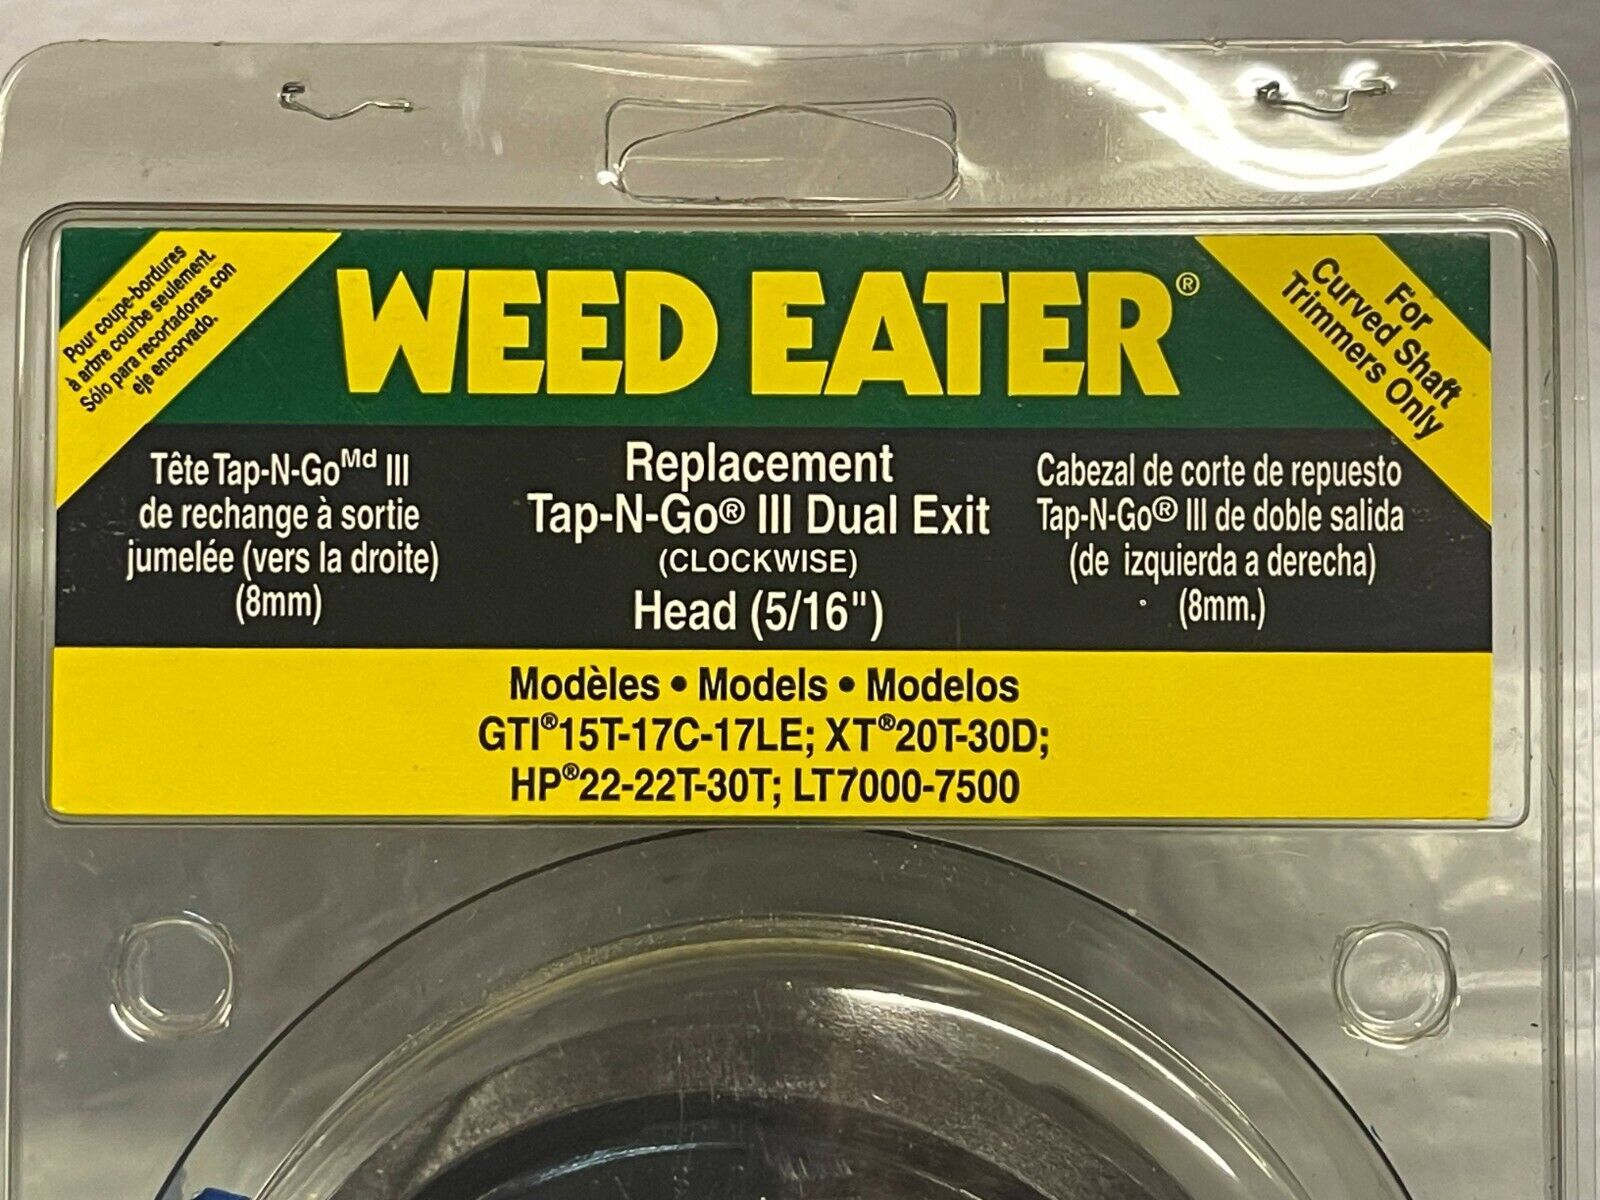 Pour coupe-bordures
à arbre courbe seulement.
Sólo para recortadoras con
eje encorvado.
WEED EATER®
For
Curved Shaft
Trimmers Only
Tête Tap-N-Goᴹᵈ III
de rechange à sortie
jumelée (vers la droite)
(8mm)
Replacement
Tap-N-Go® III Dual Exit
(CLOCKWISE)
Head (5/16")
Cabezal de corte de repuesto
Tap-N-Go® III de doble salida
(de izquierda a derecha)
(8mm.)
Modèles • Models • Modelos
GTI®15T-17C-17LE; XT®20T-30D;
HP®22-22T-30T; LT7000-7500